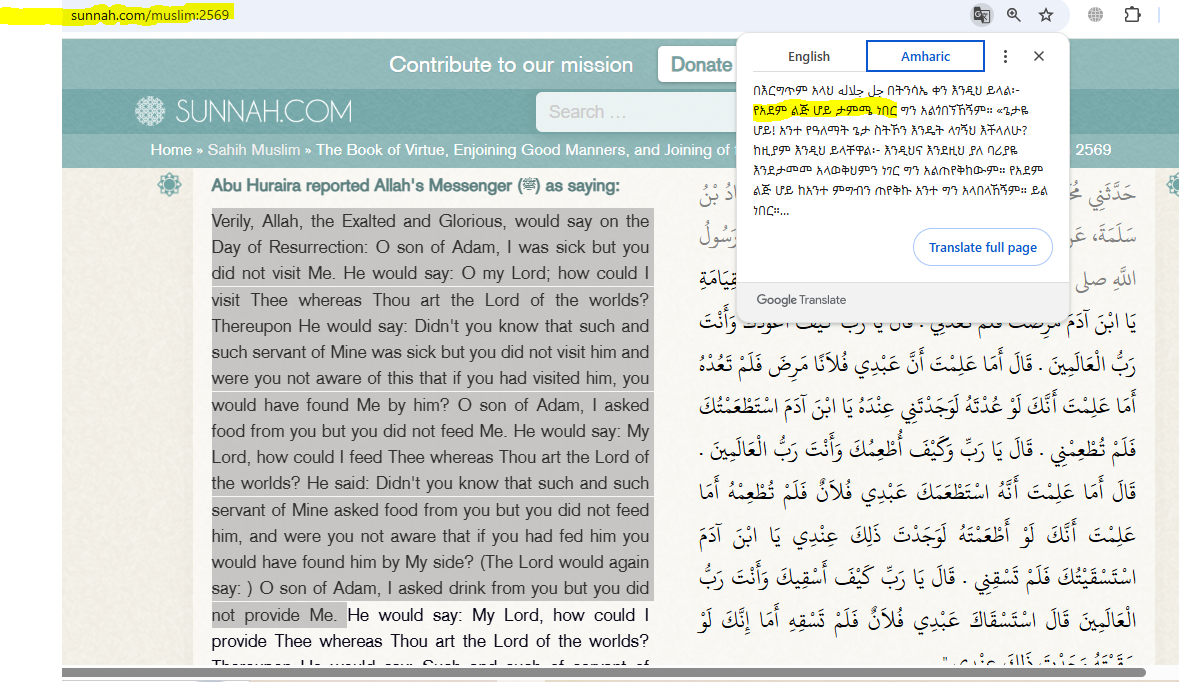 sunnah.com/muslim:2569
Contribute to our mission
Donate
SUNNAH.COM
Search ...
Home » Sahih Muslim » The Book of Virtue, Enjoining Good Manners, and Joining of
2569
English
Amharic
በእርግጥም አላህ جل جلاله በትንሳኤ ቀን እንዲህ ይላል፡-
የአደም ልጅ ሆይ ታምሜ ነበር ግን አልጎበኘኸኝም። «ጌታዬ
ሆይ! አንተ የዓለማት ጌታ ስትኾን እንዴት ላገኝህ እችላለሁ?
ከዚያም እንዲህ ይላቸዋል፡- እንዲህና እንደዚህ ያለ ባሪያዬ
እንደታመመ አላወቅህምን ነገር ግን አልጠየቅከውም። የአደም
ልጅ ሆይ ከአንተ ምግብን ጠየቅኩ አንተ ግን አላበላኸኝም። ይል
ነበር።...
Translate full page
Google Translate
Abu Huraira reported Allah's Messenger (ﷺ) as saying:
Verily, Allah, the Exalted and Glorious, would say on the
Day of Resurrection: O son of Adam, I was sick but you
did not visit Me. He would say: O my Lord; how could I
visit Thee whereas Thou art the Lord of the worlds?
Thereupon He would say: Didn't you know that such and
such servant of Mine was sick but you did not visit him and
were you not aware of this that if you had visited him, you
would have found Me by him? O son of Adam, I asked
food from you but you did not feed Me. He would say: My
Lord, how could I feed Thee whereas Thou art the Lord of
the worlds? He said: Didn't you know that such and such
servant of Mine asked food from you but you did not feed
him, and were you not aware that if you had fed him you
would have found him by My side? (The Lord would again
say: ) O son of Adam, I asked drink from you but you did
not provide Me. He would say: My Lord, how could I
provide Thee whereas Thou art the Lord of the worlds?
Thereupon He would say: Such and such of servant of
حَدَّثَنِي
بْنُ
سَلَمَةَ،
رَسُولُ
اللَّهِ صلى
يَا ابْنَ آدَمَ مَرِضْتُ فَلَمْ تَعُدْنِي . قَالَ يَا رَبِّ كَيْفَ أَعُودُكَ وَأَنْتَ
رَبُّ الْعَالَمِينَ . قَالَ أَمَا عَلِمْتَ أَنَّ عَبْدِي فُلاَنًا مَرِضَ فَلَمْ تَعُدْهُ
أَمَا عَلِمْتَ أَنَّكَ لَوْ عُدْتَهُ لَوَجَدْتَنِي عِنْدَهُ يَا ابْنَ آدَمَ اسْتَطْعَمْتُكَ
فَلَمْ تُطْعِمْنِي . قَالَ يَا رَبِّ وَكَيْفَ أُطْعِمُكَ وَأَنْتَ رَبُّ الْعَالَمِينَ .
قَالَ أَمَا عَلِمْتَ أَنَّهُ اسْتَطْعَمَكَ عَبْدِي فُلاَنٌ فَلَمْ تُطْعِمْهُ أَمَا
عَلِمْتَ أَنَّكَ لَوْ أَطْعَمْتَهُ لَوَجَدْتَ ذَلِكَ عِنْدِي يَا ابْنَ آدَمَ
اسْتَسْقَيْتُكَ فَلَمْ تَسْقِنِي . قَالَ يَا رَبِّ كَيْفَ أَسْقِيكَ وَأَنْتَ رَبُّ
الْعَالَمِينَ قَالَ اسْتَسْقَاكَ عَبْدِي فُلاَنٌ فَلَمْ تَسْقِهِ أَمَا إِنَّكَ لَوْ
سَقَيْتَهُ وَجَدْتَ ذَلِكَ عِنْدِي "